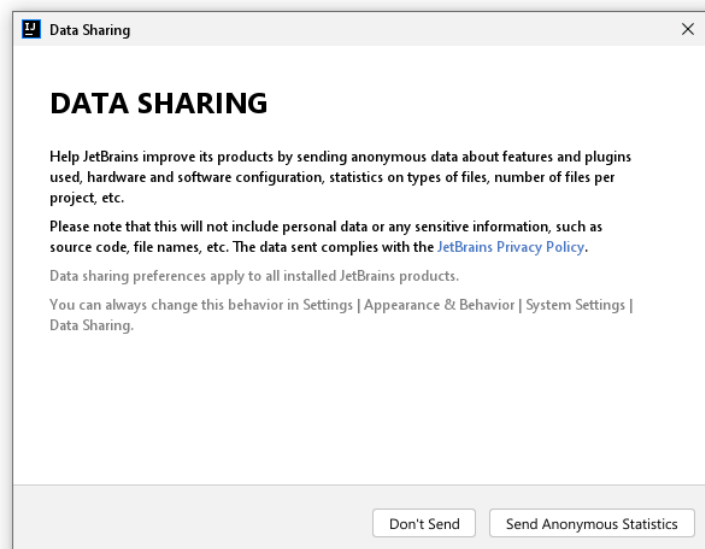 IJ
Data Sharing
DATA SHARING
Help JetBrains improve its products by sending anonymous data about features and plugins
used, hardware and software configuration, statistics on types of files, number of files per
project, etc.
Please note that this will not include personal data or any sensitive information, such as
source code, file names, etc. The data sent complies with the JetBrains Privacy Policy.
Data sharing preferences apply to all installed JetBrains products.
You can always change this behavior in Settings | Appearance & Behavior | System Settings |
Data Sharing.
Don't Send
Send Anonymous Statistics